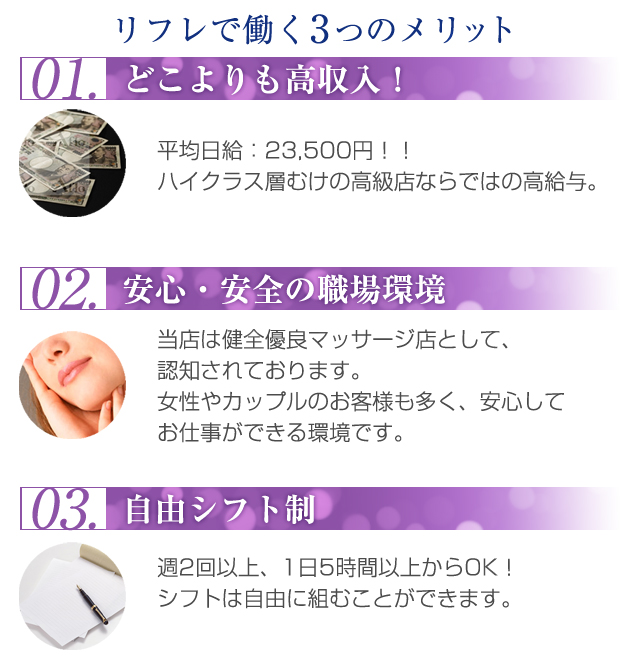 リフレで働く3つのメリット
01. どこよりも高収入！
平均日給：23,500円！！
ハイクラス層むけの高級店ならではの高給与。
02. 安心・安全の職場環境
当店は健全優良マッサージ店として、
認知されております。
女性やカップルのお客様も多く、安心して
お仕事ができる環境です。
03. 自由シフト制
週2回以上、1日5時間以上からOK！
シフトは自由に組むことができます。